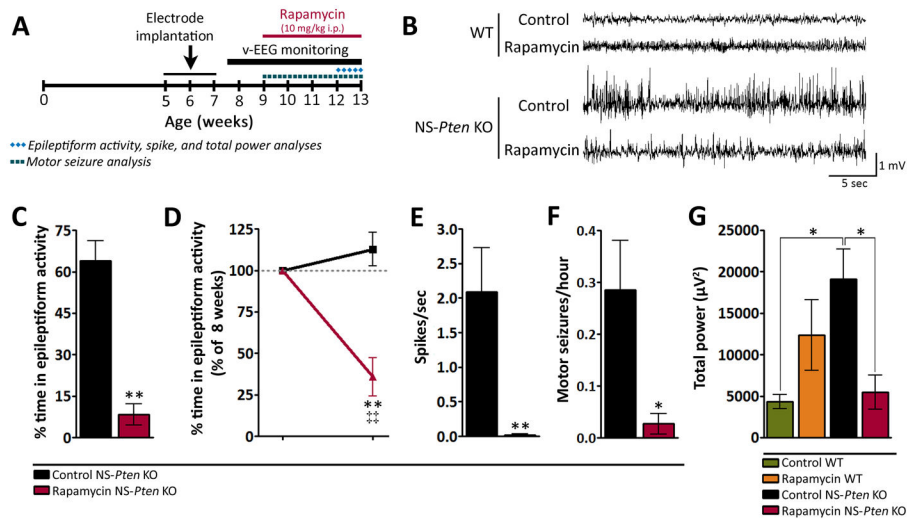 A
Electrode
implantation
Rapamycin
(10 mg/kg i.p.)
v-EEG monitoring
0 5 6 7 8 9 10 11 12 13
Age (weeks)
Epileptiform activity, spike, and total power analyses
Motor seizure analysis
B
WT
Control
Rapamycin
NS-Pten KO
Control
Rapamycin
1 mV
5 sec
C
% time in epileptiform activity
75
60
45
30
15
0
**
D
% time in epileptiform activity
(% of 8 weeks)
125
100
75
50
25
0
**
‡‡
E
Spikes/sec
3.0
2.5
2.0
1.5
1.0
0.5
0.0
**
F
Motor seizures/hour
0.4
0.3
0.2
0.1
0.0
*
G
Total power (µV²)
25000
20000
15000
10000
5000
0
* *
Control NS-Pten KO
Rapamycin NS-Pten KO
Control WT
Rapamycin WT
Control NS-Pten KO
Rapamycin NS-Pten KO